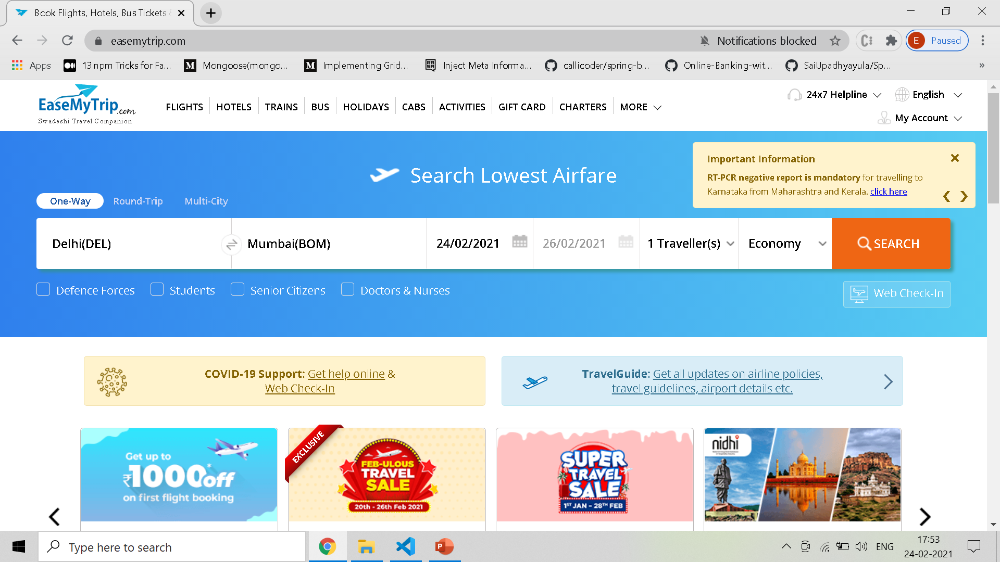 Book Flights, Hotels, Bus Tickets &
easemytrip.com
Notifications blocked
E Paused
Apps
13 npm Tricks for Fa...
Mongoose(mongo...
Implementing Grid...
Inject Meta Informa...
callicoder/spring-b...
Online-Banking-wit...
SaiUpadhyayula/Sp...
»
EaseMyTrip.com
Swadeshi Travel Companion
FLIGHTS
HOTELS
TRAINS
BUS
HOLIDAYS
CABS
ACTIVITIES
GIFT CARD
CHARTERS
MORE
24x7 Helpline
English
My Account
Search Lowest Airfare
Important Information
RT-PCR negative report is mandatory for travelling to
Karnataka from Maharashtra and Kerala. click here
One-Way
Round-Trip
Multi-City
Delhi(DEL)
Mumbai(BOM)
24/02/2021
26/02/2021
1 Traveller(s)
Economy
SEARCH
Defence Forces
Students
Senior Citizens
Doctors & Nurses
Web Check-In
COVID-19 Support: Get help online &
Web Check-In
TravelGuide: Get all updates on airline policies,
travel guidelines, airport details etc.
Get up to
₹1000*off
on first flight booking
EXCLUSIVE
FEB-ULOUS
TRAVEL
SALE
20th - 26th Feb 2021
SUPER
TRAVEL
SALE
1ST JAN - 28TH FEB
nidhi
Type here to search
ENG
17:53
24-02-2021